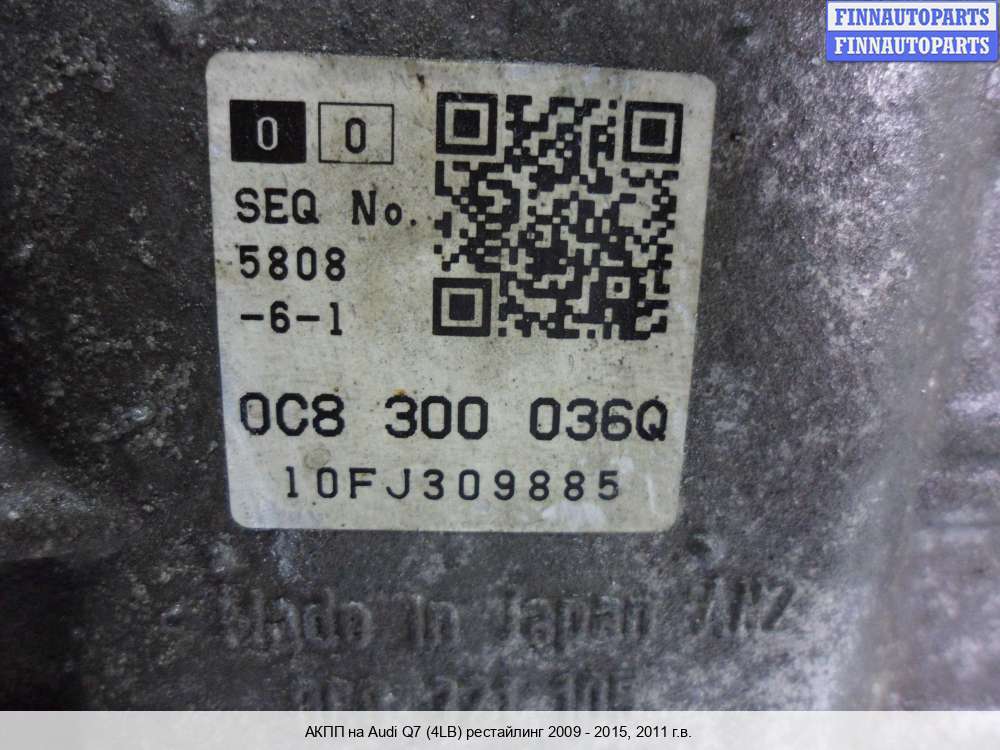 FINNAUTOPARTS
FINNAUTOPARTS
0 0
SEQ No.
5808
-6-1
0C8 300 036Q
10FJ309885
Made In Japan
АКПП на Audi Q7 (4LB) рестайлинг 2009 - 2015, 2011 г.в.